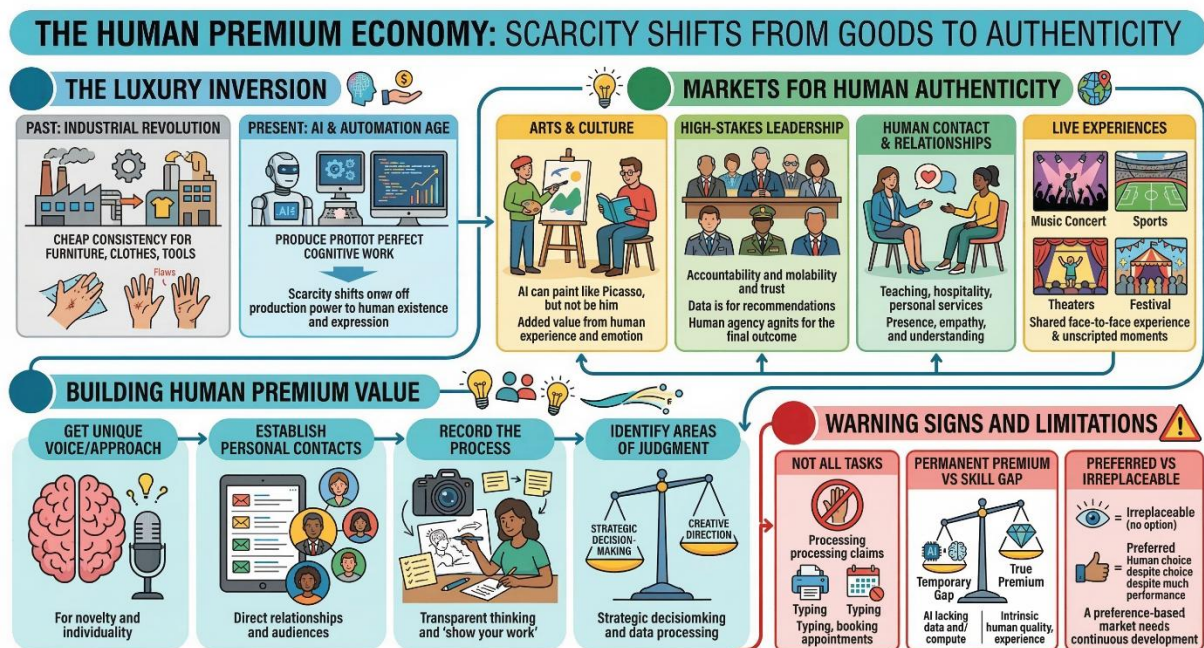 THE HUMAN PREMIUM ECONOMY: SCARCITY SHIFTS FROM GOODS TO AUTHENTICITY
THE LUXURY INVERSION
$
PAST: INDUSTRIAL REVOLUTION
CHEAP CONSISTENCY FOR
FURNITURE, CLOTHES, TOOLS
Flaws
PRESENT: AI & AUTOMATION AGE
AI
PRODUCE PROTIOT PERFECT
COGNITIVE WORK
Scarcity shifts onw off
production power to human existence
and expression
MARKETS FOR HUMAN AUTHENTICITY
ARTS & CULTURE
AI can paint like Picasso,
but not be him
Added value from human
experience and emotion
HIGH-STAKES LEADERSHIP
Accountability and molability
and trust
Data is for recommendations
Human agency agnits for the
final outcome
HUMAN CONTACT
& RELATIONSHIPS
Teaching, hospitality,
personal services
Presence, empathy,
and understanding
LIVE EXPERIENCES
Music Concert
Sports
Theaters
Festival
Shared face-to-face experience
& unscripted moments
BUILDING HUMAN PREMIUM VALUE
GET UNIQUE
VOICE/APPROACH
For novelty and
individuality
ESTABLISH
PERSONAL CONTACTS
Direct relationships
and audiences
RECORD THE
PROCESS
Transparent thinking
and 'show your work'
IDENTIFY AREAS
OF JUDGMENT
STRATEGIC
DECISION-
MAKING
CREATIVE
DIRECTION
Strategic decisiomking
and data processing
WARNING SIGNS AND LIMITATIONS
NOT ALL TASKS
Processing
processing claims
Typing
Typing
Typing, booking
appointments
PERMANENT PREMIUM
VS SKILL GAP
AI
Temporary
Gap
True
Premium
AI lacking
data and/
compute
Intrinsic
human quality,
experience
PREFERRED VS
IRREPLACEABLE
= Irreplaceable
(no option)
= Preferred
Human choice
despite choice
despite much
performance
A preference-based
market needs
continuous development